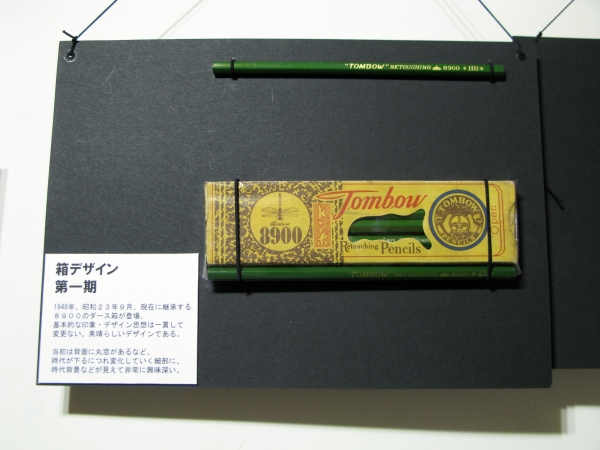 "TOMBOW" RETOUCHING 8900 ★HB★
Tombow
8900
Tombow
Retouching Pencils
TOMBOW
PENCILS
Open
箱デザイン
第一期
1948年、昭和23年9月、現在に継承する
8900のダース箱が登場。
基本的な印象・デザイン思想は一貫して
変更ない。素晴らしいデザインである。
当初は背面に丸窓があるなど、
時代が下るにつれ変化していく細部に、
時代背景などが見えて非常に興味深い。